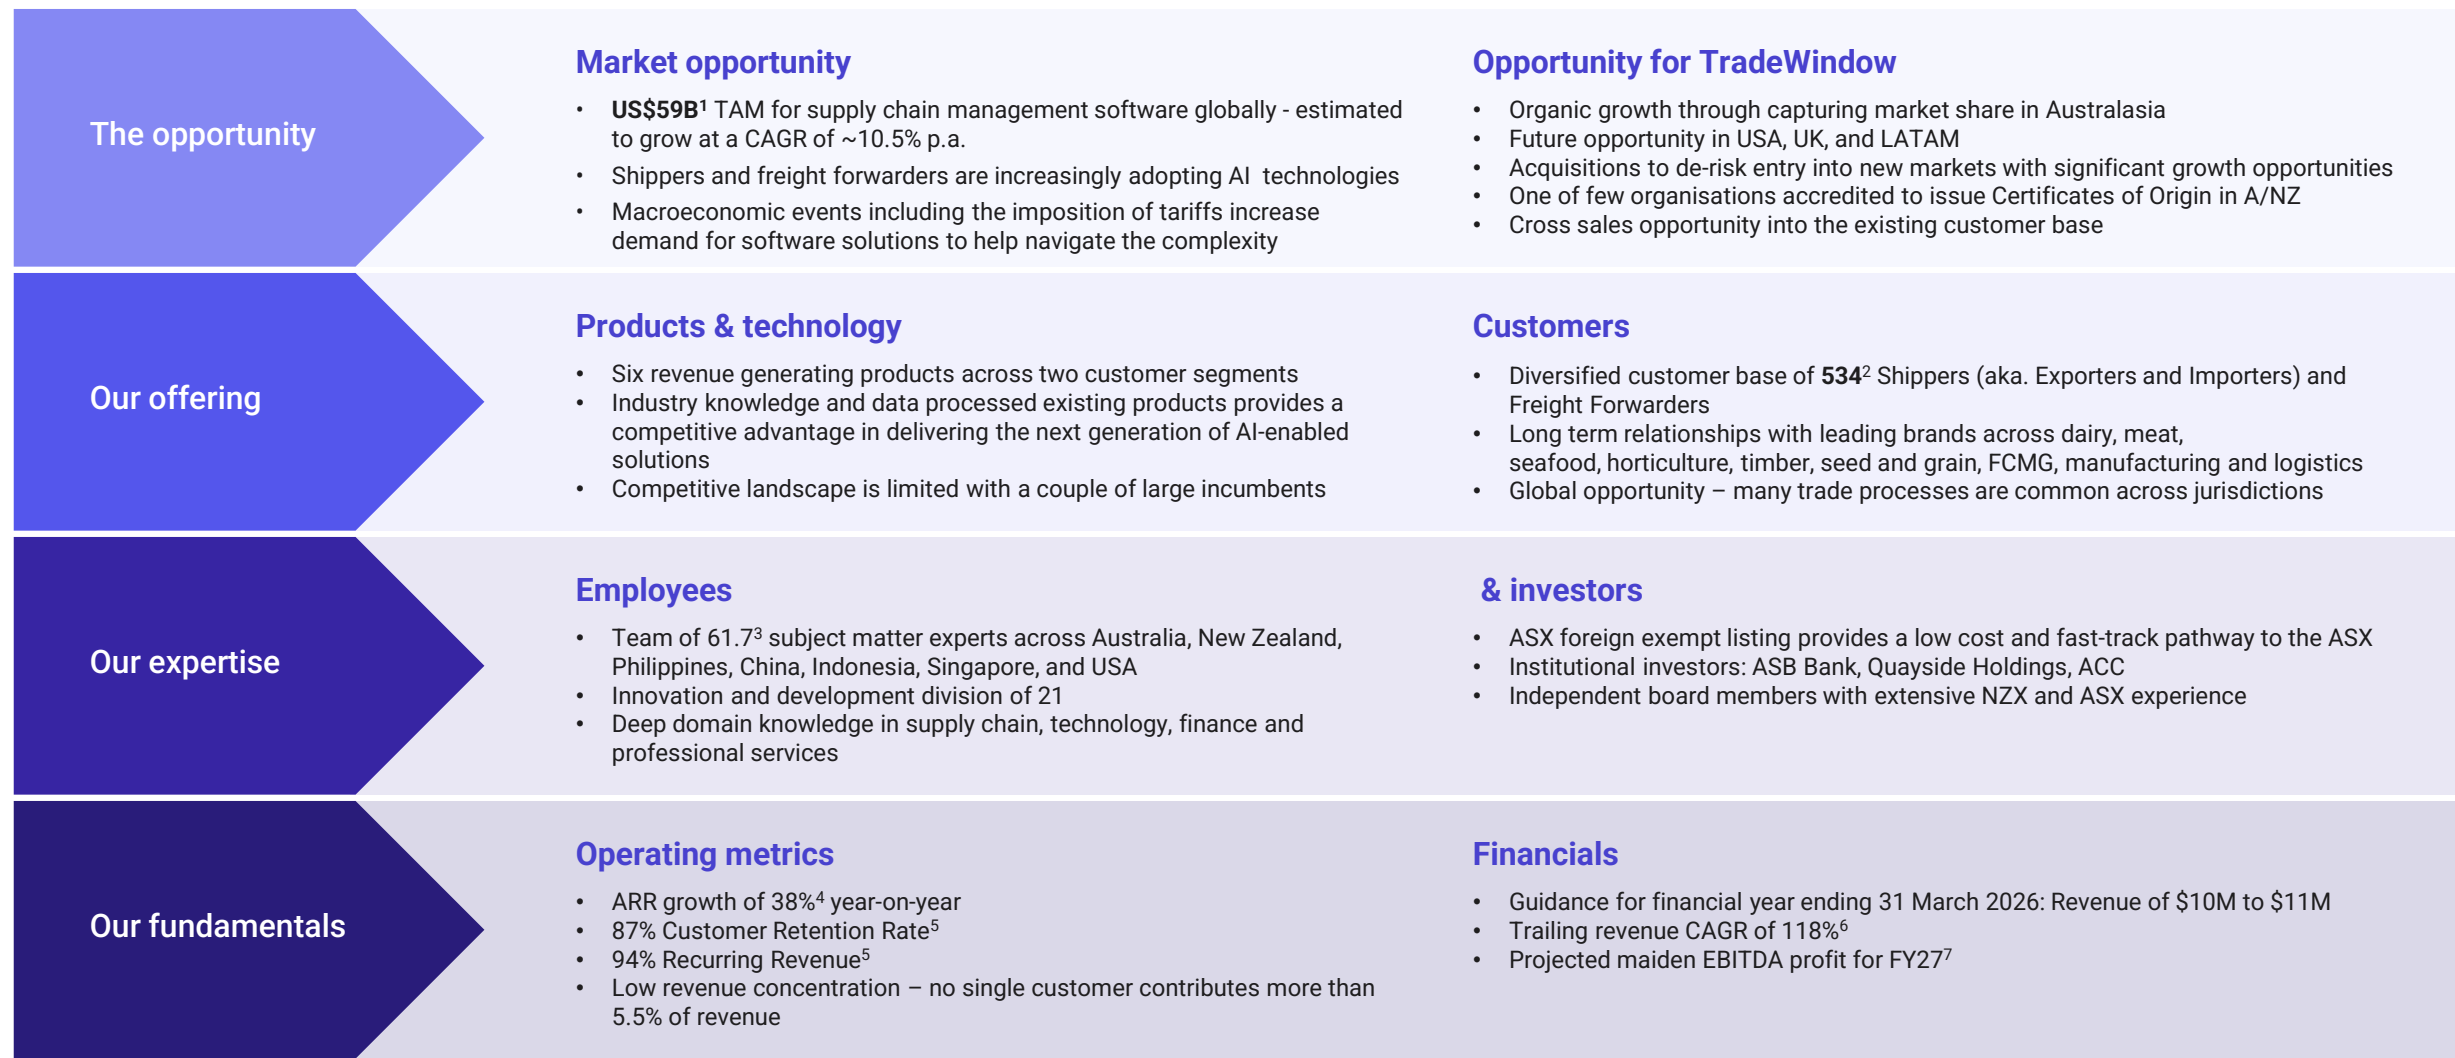 The opportunity
Market opportunity
• US$59B¹ TAM for supply chain management software globally - estimated
to grow at a CAGR of ~10.5% p.a.
• Shippers and freight forwarders are increasingly adopting AI  technologies
• Macroeconomic events including the imposition of tariffs increase
demand for software solutions to help navigate the complexity
Opportunity for TradeWindow
• Organic growth through capturing market share in Australasia
• Future opportunity in USA, UK, and LATAM
• Acquisitions to de-risk entry into new markets with significant growth opportunities
• One of few organisations accredited to issue Certificates of Origin in A/NZ
• Cross sales opportunity into the existing customer base
Our offering
Products & technology
• Six revenue generating products across two customer segments
• Industry knowledge and data processed existing products provides a
competitive advantage in delivering the next generation of AI-enabled
solutions
• Competitive landscape is limited with a couple of large incumbents
Customers
• Diversified customer base of 534² Shippers (aka. Exporters and Importers) and
Freight Forwarders
• Long term relationships with leading brands across dairy, meat,
seafood, horticulture, timber, seed and grain, FCMG, manufacturing and logistics
• Global opportunity – many trade processes are common across jurisdictions
Our expertise
Employees
• Team of 61.7³ subject matter experts across Australia, New Zealand,
Philippines, China, Indonesia, Singapore, and USA
• Innovation and development division of 21
• Deep domain knowledge in supply chain, technology, finance and
professional services
& investors
• ASX foreign exempt listing provides a low cost and fast-track pathway to the ASX
• Institutional investors: ASB Bank, Quayside Holdings, ACC
• Independent board members with extensive NZX and ASX experience
Our fundamentals
Operating metrics
• ARR growth of 38%⁴ year-on-year
• 87% Customer Retention Rate⁵
• 94% Recurring Revenue⁵
• Low revenue concentration – no single customer contributes more than
5.5% of revenue
Financials
• Guidance for financial year ending 31 March 2026: Revenue of $10M to $11M
• Trailing revenue CAGR of 118%⁶
• Projected maiden EBITDA profit for FY27⁷